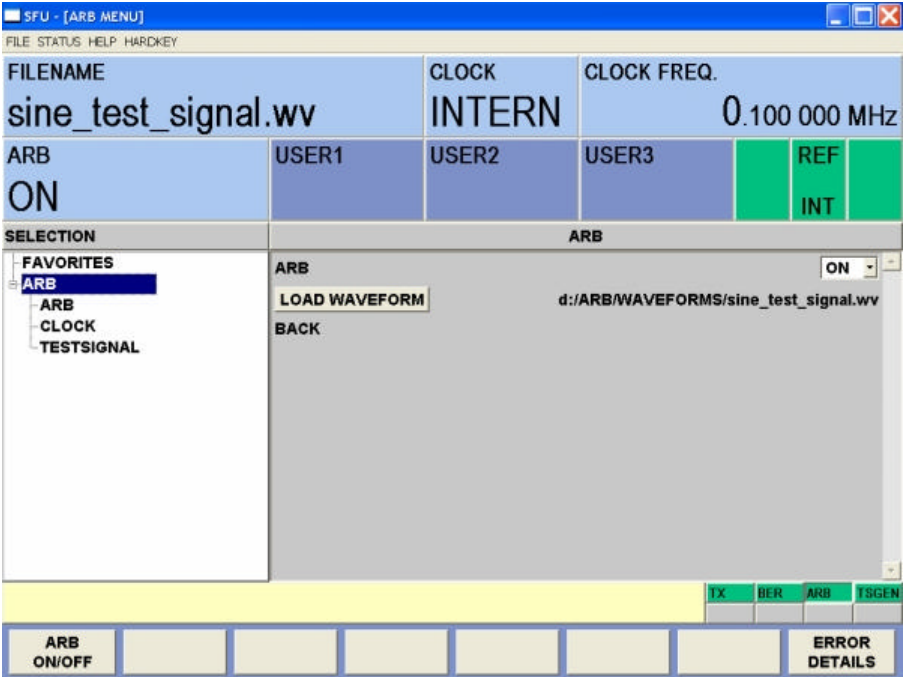 SFU - [ARB MENU]
FILE STATUS HELP HARDKEY
FILENAME
sine_test_signal.wv
CLOCK
INTERN
CLOCK FREQ.
0.100 000 MHz
ARB
ON
USER1
USER2
USER3
REF
INT
SELECTION
ARB
FAVORITES
ARB
ARB
CLOCK
TESTSIGNAL
ARB
ON
LOAD WAVEFORM
d:/ARB/WAVEFORMS/sine_test_signal.wv
BACK
TX
BER
ARB
TSGEN
ARB
ON/OFF
ERROR
DETAILS